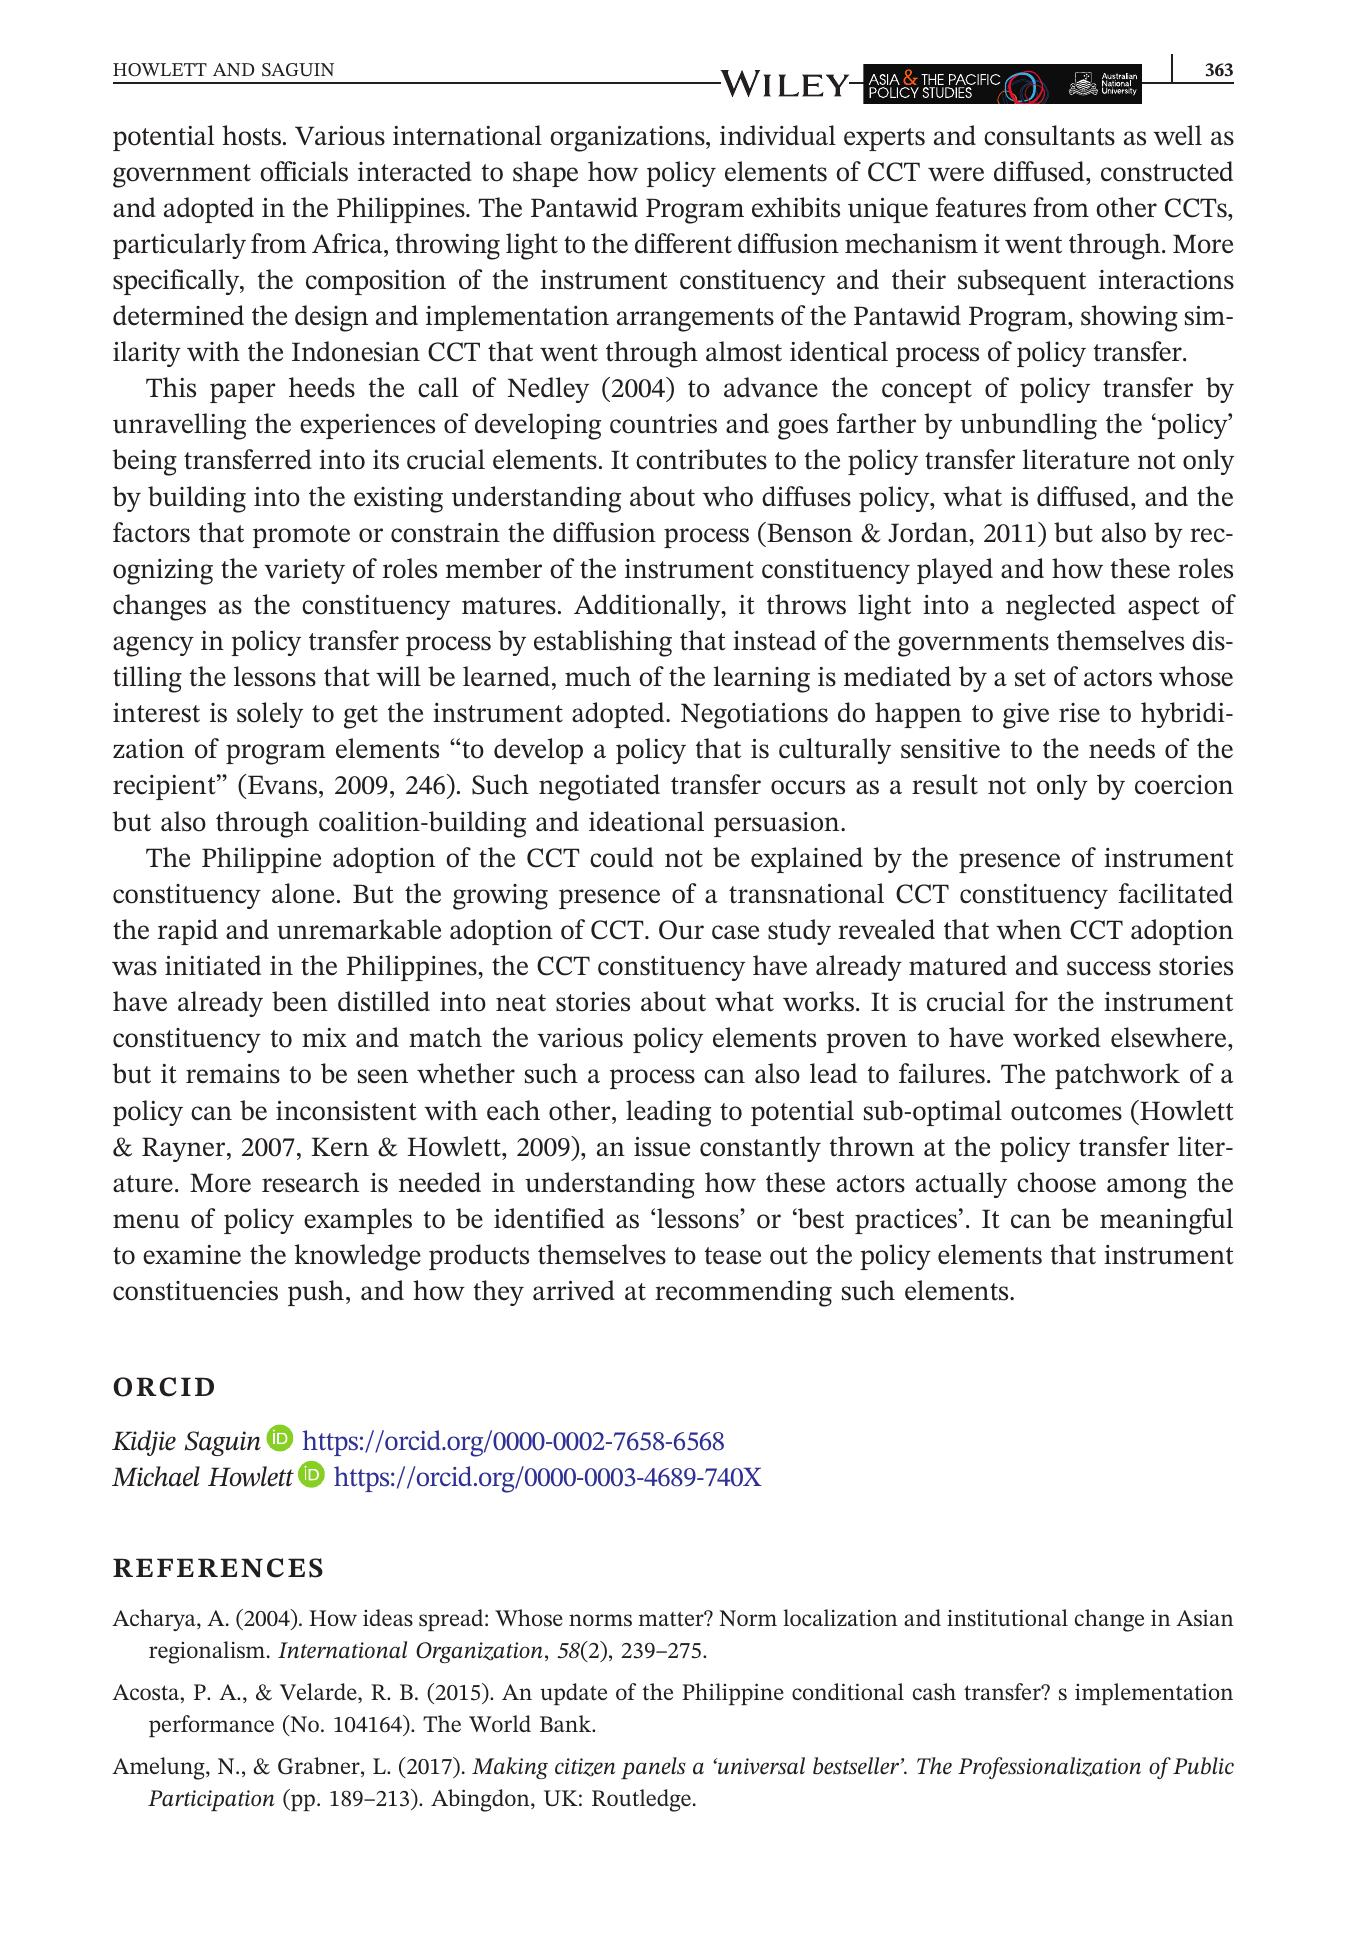 HOWLETT AND SAGUIN
WILEY
ASIA & THE PACIFIC
POLICY STUDIES
Australian
National
University
363
potential hosts. Various international organizations, individual experts and consultants as well as
government officials interacted to shape how policy elements of CCT were diffused, constructed
and adopted in the Philippines. The Pantawid Program exhibits unique features from other CCTs,
particularly from Africa, throwing light to the different diffusion mechanism it went through. More
specifically, the composition of the instrument constituency and their subsequent interactions
determined the design and implementation arrangements of the Pantawid Program, showing sim-
ilarity with the Indonesian CCT that went through almost identical process of policy transfer.
This paper heeds the call of Nedley (2004) to advance the concept of policy transfer by
unravelling the experiences of developing countries and goes farther by unbundling the ‘policy’
being transferred into its crucial elements. It contributes to the policy transfer literature not only
by building into the existing understanding about who diffuses policy, what is diffused, and the
factors that promote or constrain the diffusion process (Benson & Jordan, 2011) but also by rec-
ognizing the variety of roles member of the instrument constituency played and how these roles
changes as the constituency matures. Additionally, it throws light into a neglected aspect of
agency in policy transfer process by establishing that instead of the governments themselves dis-
tilling the lessons that will be learned, much of the learning is mediated by a set of actors whose
interest is solely to get the instrument adopted. Negotiations do happen to give rise to hybridi-
zation of program elements “to develop a policy that is culturally sensitive to the needs of the
recipient” (Evans, 2009, 246). Such negotiated transfer occurs as a result not only by coercion
but also through coalition-building and ideational persuasion.
The Philippine adoption of the CCT could not be explained by the presence of instrument
constituency alone. But the growing presence of a transnational CCT constituency facilitated
the rapid and unremarkable adoption of CCT. Our case study revealed that when CCT adoption
was initiated in the Philippines, the CCT constituency have already matured and success stories
have already been distilled into neat stories about what works. It is crucial for the instrument
constituency to mix and match the various policy elements proven to have worked elsewhere,
but it remains to be seen whether such a process can also lead to failures. The patchwork of a
policy can be inconsistent with each other, leading to potential sub-optimal outcomes (Howlett
& Rayner, 2007, Kern & Howlett, 2009), an issue constantly thrown at the policy transfer liter-
ature. More research is needed in understanding how these actors actually choose among the
menu of policy examples to be identified as ‘lessons’ or ‘best practices’. It can be meaningful
to examine the knowledge products themselves to tease out the policy elements that instrument
constituencies push, and how they arrived at recommending such elements.
ORCID
Kidjie Saguin iD https://orcid.org/0000-0002-7658-6568
Michael Howlett iD https://orcid.org/0000-0003-4689-740X
REFERENCES
Acharya, A. (2004). How ideas spread: Whose norms matter? Norm localization and institutional change in Asian
regionalism. International Organization, 58(2), 239–275.
Acosta, P. A., & Velarde, R. B. (2015). An update of the Philippine conditional cash transfer? s implementation
performance (No. 104164). The World Bank.
Amelung, N., & Grabner, L. (2017). Making citizen panels a ‘universal bestseller’. The Professionalization of Public
Participation (pp. 189–213). Abingdon, UK: Routledge.